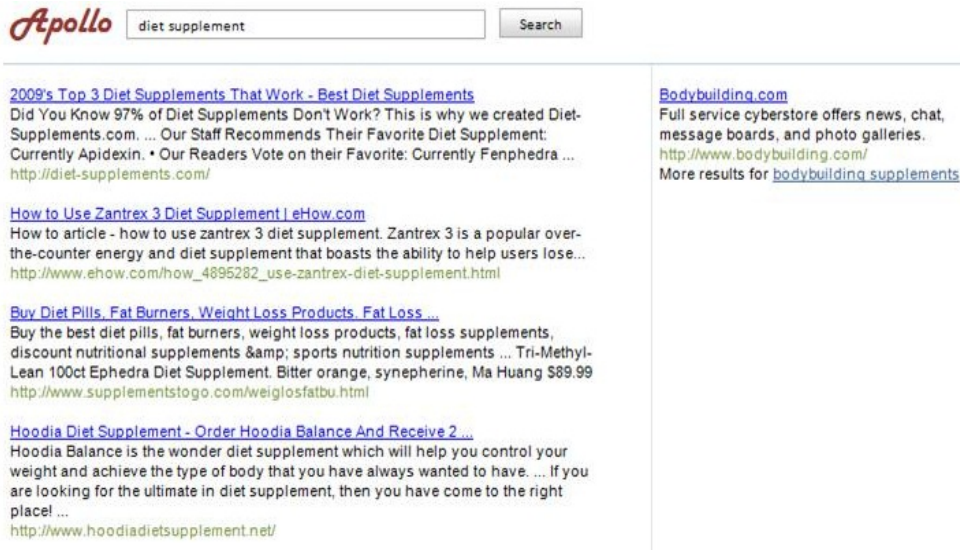 Apollo
diet supplement
Search
2009's Top 3 Diet Supplements That Work - Best Diet Supplements
Did You Know 97% of Diet Supplements Don't Work? This is why we created Diet-
Supplements.com. ... Our Staff Recommends Their Favorite Diet Supplement:
Currently Apidexin. • Our Readers Vote on their Favorite: Currently Fenphedra ...
http://diet-supplements.com/
How to Use Zantrex 3 Diet Supplement | eHow.com
How to article - how to use zantrex 3 diet supplement. Zantrex 3 is a popular over-
the-counter energy and diet supplement that boasts the ability to help users lose...
http://www.ehow.com/how_4895282_use-zantrex-diet-supplement.html
Buy Diet Pills, Fat Burners, Weight Loss Products. Fat Loss ...
Buy the best diet pills, fat burners, weight loss products, fat loss supplements,
discount nutritional supplements &amp; sports nutrition supplements ... Tri-Methyl-
Lean 100ct Ephedra Diet Supplement. Bitter orange, synepherine, Ma Huang $89.99
http://www.supplementstogo.com/weiglosfatbu.html
Hoodia Diet Supplement - Order Hoodia Balance And Receive 2 ...
Hoodia Balance is the wonder diet supplement which will help you control your
weight and achieve the type of body that you have always wanted to have. ... If you
are looking for the ultimate in diet supplement, then you have come to the right
place! ...
http://www.hoodiadietsupplement.net/
Bodybuilding.com
Full service cyberstore offers news, chat,
message boards, and photo galleries.
http://www.bodybuilding.com/
More results for bodybuilding supplements